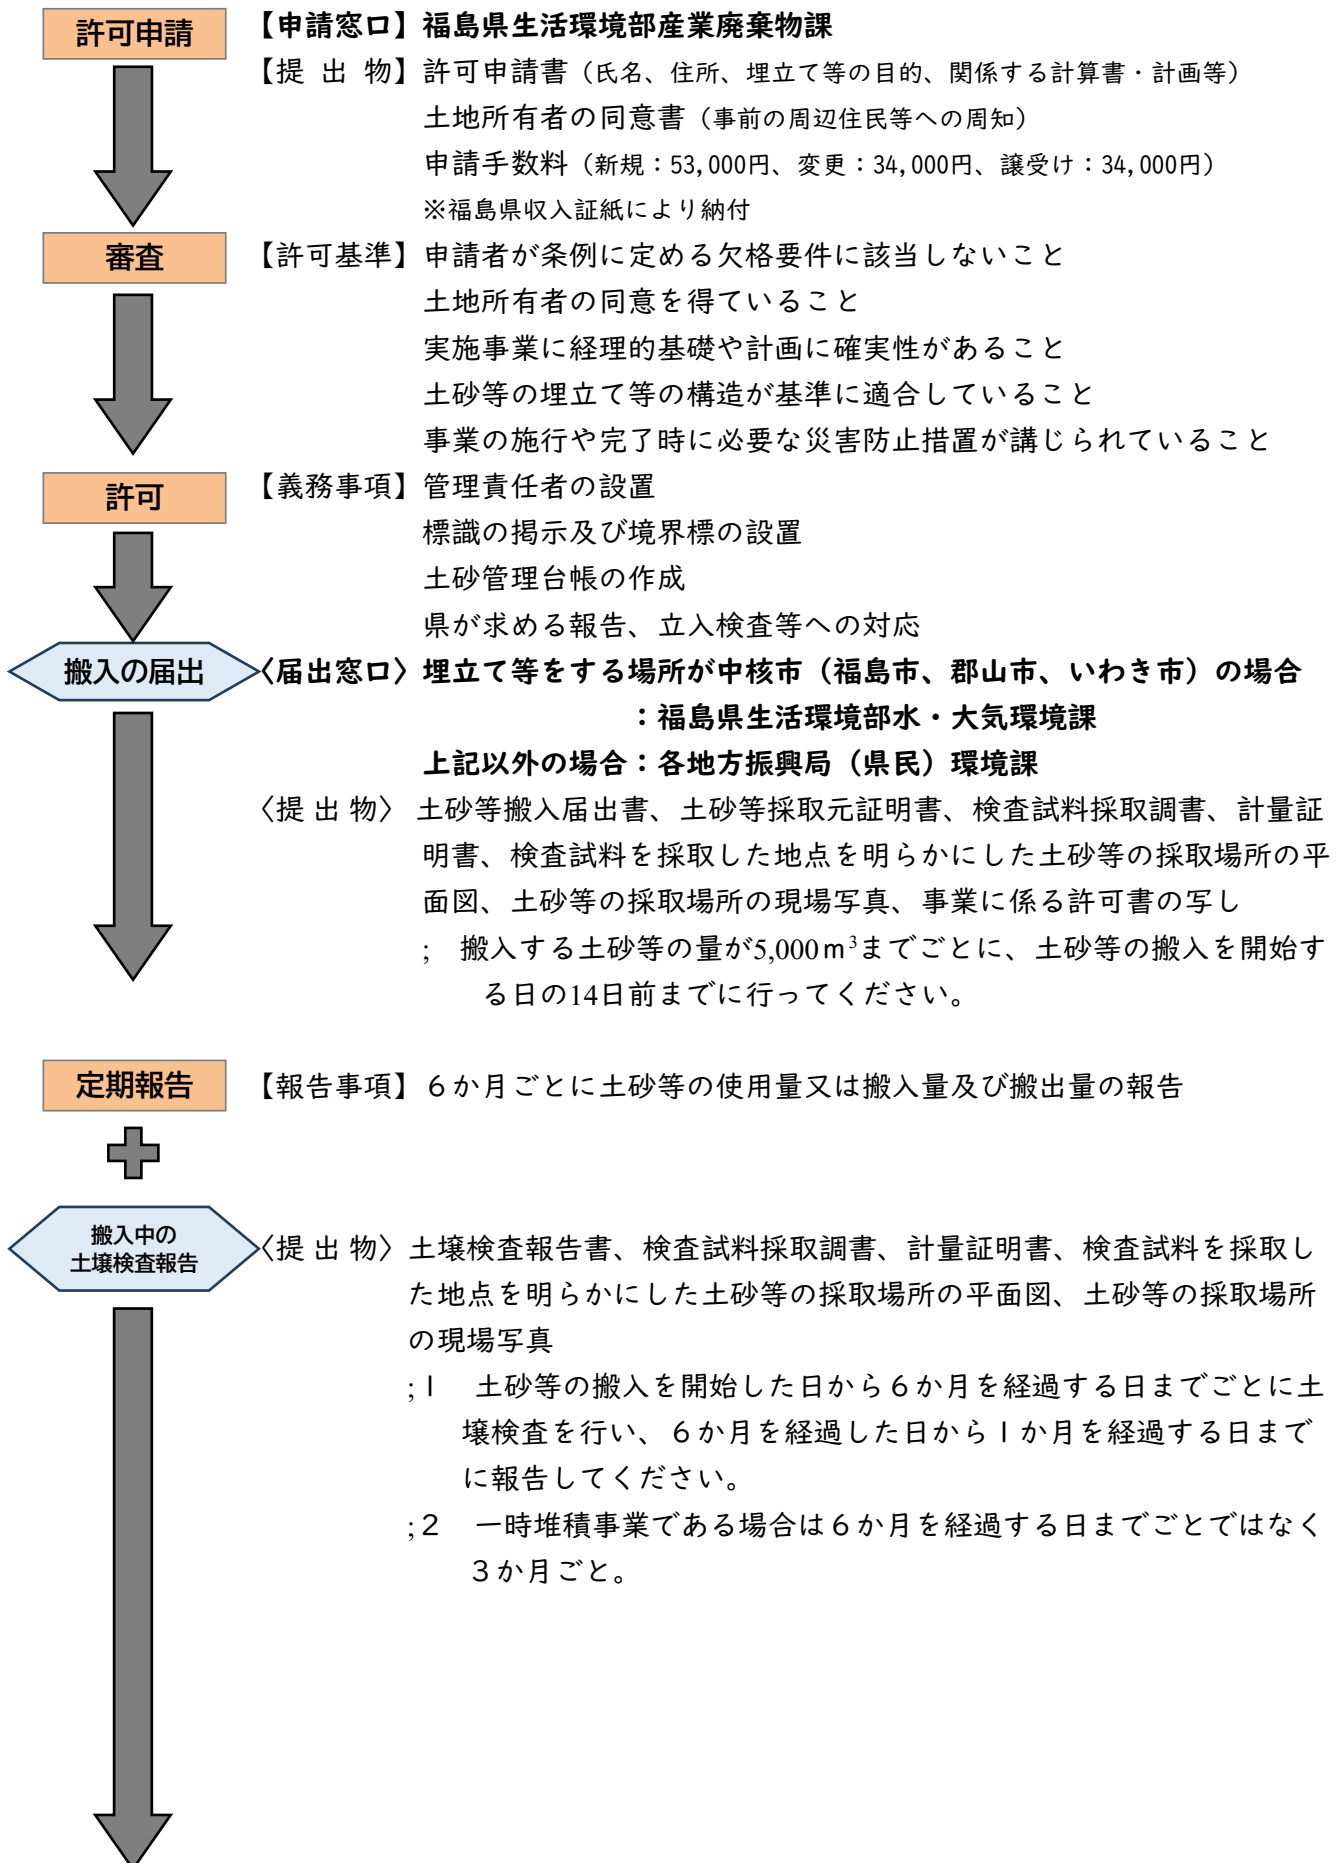 許可申請
【申請窓口】福島県生活環境部産業廃棄物課
【提 出 物】許可申請書（氏名、住所、埋立て等の目的、関係する計算書・計画等）
土地所有者の同意書（事前の周辺住民等への周知）
申請手数料（新規：53,000円、変更：34,000円、譲受け：34,000円）
※福島県収入証紙により納付
審査
【許可基準】申請者が条例に定める欠格要件に該当しないこと
土地所有者の同意を得ていること
実施事業に経理的基礎や計画に確実性があること
土砂等の埋立て等の構造が基準に適合していること
事業の施行や完了時に必要な災害防止措置が講じられていること
許可
【義務事項】管理責任者の設置
標識の掲示及び境界標の設置
土砂管理台帳の作成
県が求める報告、立入検査等への対応
搬入の届出
〈届出窓口〉埋立て等をする場所が中核市（福島市、郡山市、いわき市）の場合
：福島県生活環境部水・大気環境課
上記以外の場合：各地方振興局（県民）環境課
〈提 出 物〉土砂等搬入届出書、土砂等採取元証明書、検査試料採取調書、計量証
明書、検査試料を採取した地点を明らかにした土砂等の採取場所の平
面図、土砂等の採取場所の現場写真、事業に係る許可書の写し
; 搬入する土砂等の量が5,000ｍ³までごとに、土砂等の搬入を開始す
る日の14日前までに行ってください。
定期報告
【報告事項】６か月ごとに土砂等の使用量又は搬入量及び搬出量の報告
搬入中の
土壌検査報告
〈提 出 物〉土壌検査報告書、検査試料採取調書、計量証明書、検査試料を採取し
た地点を明らかにした土砂等の採取場所の平面図、土砂等の採取場所
の現場写真
;１ 土砂等の搬入を開始した日から６か月を経過する日までごとに土
壌検査を行い、６か月を経過した日から１か月を経過する日まで
に報告してください。
;２ 一時堆積事業である場合は６か月を経過する日までごとではなく
３か月ごと。